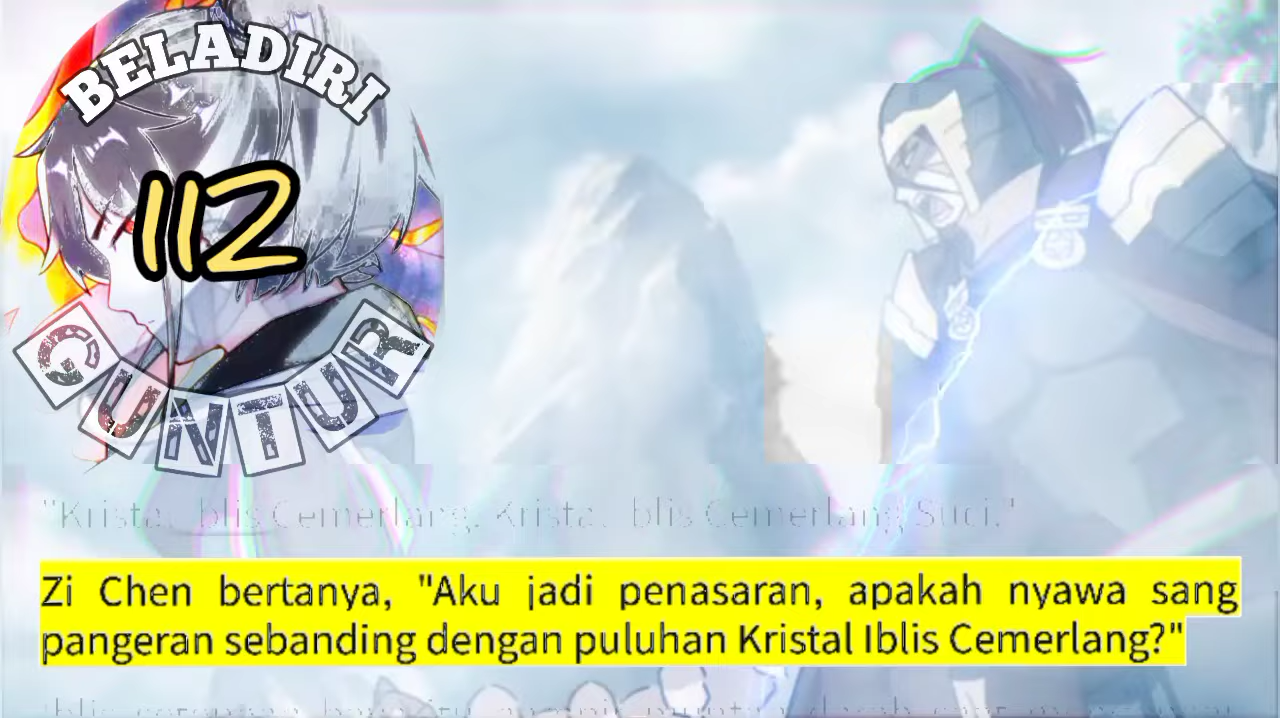 BELADIRI
112
GUNTUR
"Kristal Iblis Cemerlang, Kristal Iblis Cemerlang Suci."
Zi Chen bertanya, "Aku jadi penasaran, apakah nyawa sang
pangeran sebanding dengan puluhan Kristal Iblis Cemerlang?"